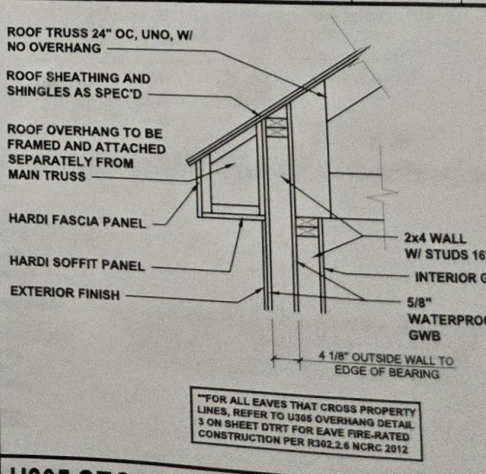 ROOF TRUSS 24" OC, UNO, W/
NO OVERHANG
ROOF SHEATHING AND
SHINGLES AS SPEC'D
ROOF OVERHANG TO BE
FRAMED AND ATTACHED
SEPARATELY FROM
MAIN TRUSS
HARDI FASCIA PANEL
HARDI SOFFIT PANEL
EXTERIOR FINISH
2x4 WALL
W/ STUDS 16"
INTERIOR G
5/8"
WATERPRO
GWB
4 1/8" OUTSIDE WALL TO
EDGE OF BEARING
**FOR ALL EAVES THAT CROSS PROPERTY
LINES, REFER TO U305 OVERHANG DETAIL
3 ON SHEET DTRT FOR EAVE FIRE-RATED
CONSTRUCTION PER R302.2.6 NCRC 2012